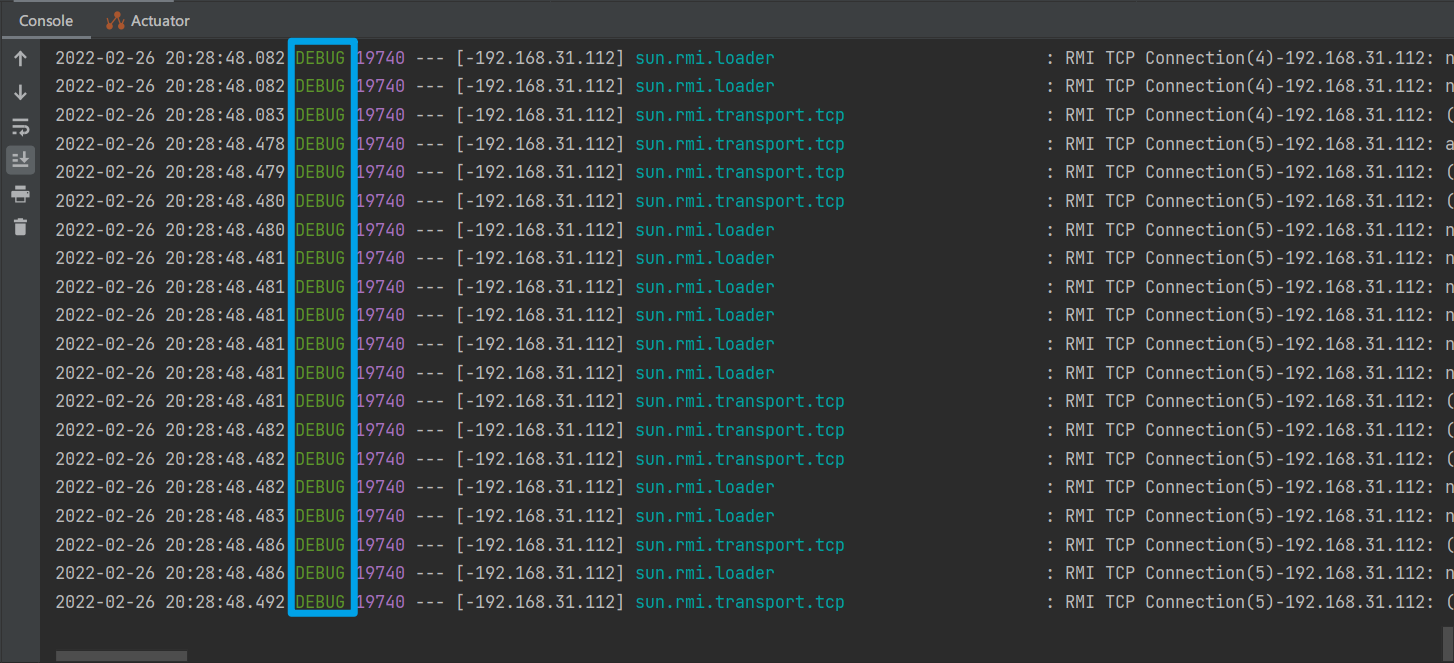 Console Actuator
2022-02-26 20:28:48.082 DEBUG 19740 --- [-192.168.31.112] sun.rmi.loader : RMI TCP Connection(4)-192.168.31.112: n
2022-02-26 20:28:48.082 DEBUG 19740 --- [-192.168.31.112] sun.rmi.loader : RMI TCP Connection(4)-192.168.31.112: n
2022-02-26 20:28:48.083 DEBUG 19740 --- [-192.168.31.112] sun.rmi.transport.tcp : RMI TCP Connection(4)-192.168.31.112: (
2022-02-26 20:28:48.478 DEBUG 19740 --- [-192.168.31.112] sun.rmi.transport.tcp : RMI TCP Connection(5)-192.168.31.112: a
2022-02-26 20:28:48.479 DEBUG 19740 --- [-192.168.31.112] sun.rmi.transport.tcp : RMI TCP Connection(5)-192.168.31.112: (
2022-02-26 20:28:48.480 DEBUG 19740 --- [-192.168.31.112] sun.rmi.transport.tcp : RMI TCP Connection(5)-192.168.31.112: (
2022-02-26 20:28:48.480 DEBUG 19740 --- [-192.168.31.112] sun.rmi.loader : RMI TCP Connection(5)-192.168.31.112: n
2022-02-26 20:28:48.481 DEBUG 19740 --- [-192.168.31.112] sun.rmi.loader : RMI TCP Connection(5)-192.168.31.112: n
2022-02-26 20:28:48.481 DEBUG 19740 --- [-192.168.31.112] sun.rmi.loader : RMI TCP Connection(5)-192.168.31.112: n
2022-02-26 20:28:48.481 DEBUG 19740 --- [-192.168.31.112] sun.rmi.loader : RMI TCP Connection(5)-192.168.31.112: n
2022-02-26 20:28:48.481 DEBUG 19740 --- [-192.168.31.112] sun.rmi.loader : RMI TCP Connection(5)-192.168.31.112: n
2022-02-26 20:28:48.481 DEBUG 19740 --- [-192.168.31.112] sun.rmi.loader : RMI TCP Connection(5)-192.168.31.112: n
2022-02-26 20:28:48.481 DEBUG 19740 --- [-192.168.31.112] sun.rmi.transport.tcp : RMI TCP Connection(5)-192.168.31.112: (
2022-02-26 20:28:48.482 DEBUG 19740 --- [-192.168.31.112] sun.rmi.transport.tcp : RMI TCP Connection(5)-192.168.31.112: (
2022-02-26 20:28:48.482 DEBUG 19740 --- [-192.168.31.112] sun.rmi.transport.tcp : RMI TCP Connection(5)-192.168.31.112: (
2022-02-26 20:28:48.482 DEBUG 19740 --- [-192.168.31.112] sun.rmi.loader : RMI TCP Connection(5)-192.168.31.112: n
2022-02-26 20:28:48.483 DEBUG 19740 --- [-192.168.31.112] sun.rmi.loader : RMI TCP Connection(5)-192.168.31.112: n
2022-02-26 20:28:48.486 DEBUG 19740 --- [-192.168.31.112] sun.rmi.transport.tcp : RMI TCP Connection(5)-192.168.31.112: (
2022-02-26 20:28:48.486 DEBUG 19740 --- [-192.168.31.112] sun.rmi.loader : RMI TCP Connection(5)-192.168.31.112: n
2022-02-26 20:28:48.492 DEBUG 19740 --- [-192.168.31.112] sun.rmi.transport.tcp : RMI TCP Connection(5)-192.168.31.112: (